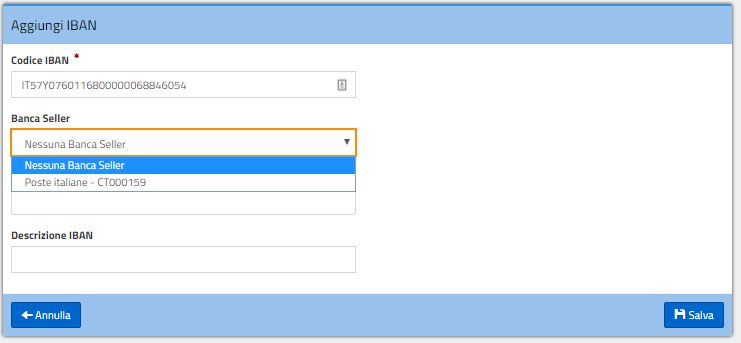 Aggiungi IBAN
Codice IBAN *
IT57Y0760116800000068846054
Banca Seller
Nessuna Banca Seller
Nessuna Banca Seller
Poste italiane - CT000159
Descrizione IBAN
Annulla
Salva